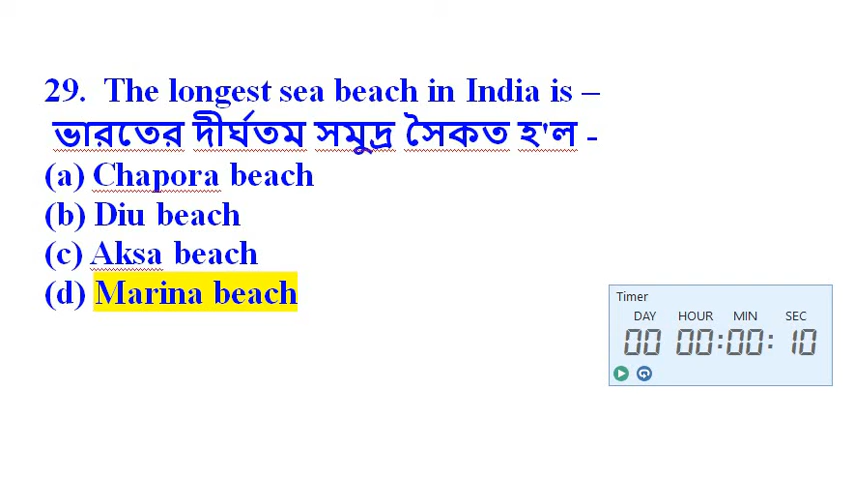 29. The longest sea beach in India is –
ভারতের দীর্ঘতম সমুদ্র সৈকত হ'ল -
(a) Chapora beach
(b) Diu beach
(c) Aksa beach
(d) Marina beach
Timer
DAY HOUR MIN SEC
00 00:00:10